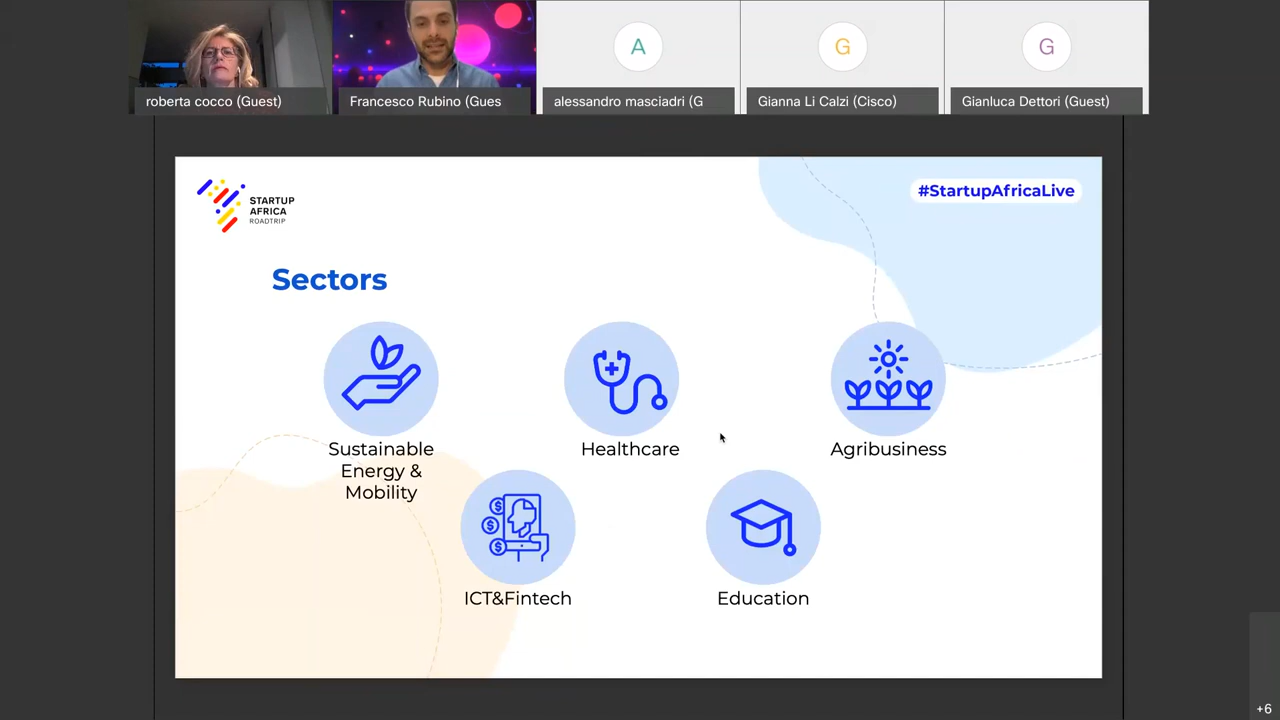 roberta cocco (Guest)
Francesco Rubino (Gues
alessandro masciadri (G
Gianna Li Calzi (Cisco)
Gianluca Dettori (Guest)
A
G
G
STARTUP
AFRICA
ROADTRIP
#StartupAfricaLive
Sectors
Sustainable
Energy &
Mobility
Healthcare
Agribusiness
ICT&Fintech
Education
+6